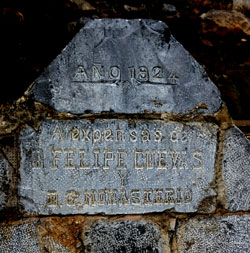 AÑO 1924
A expensas de
D FELIPE CUEVAS
Y
D. G. MONASTERIO